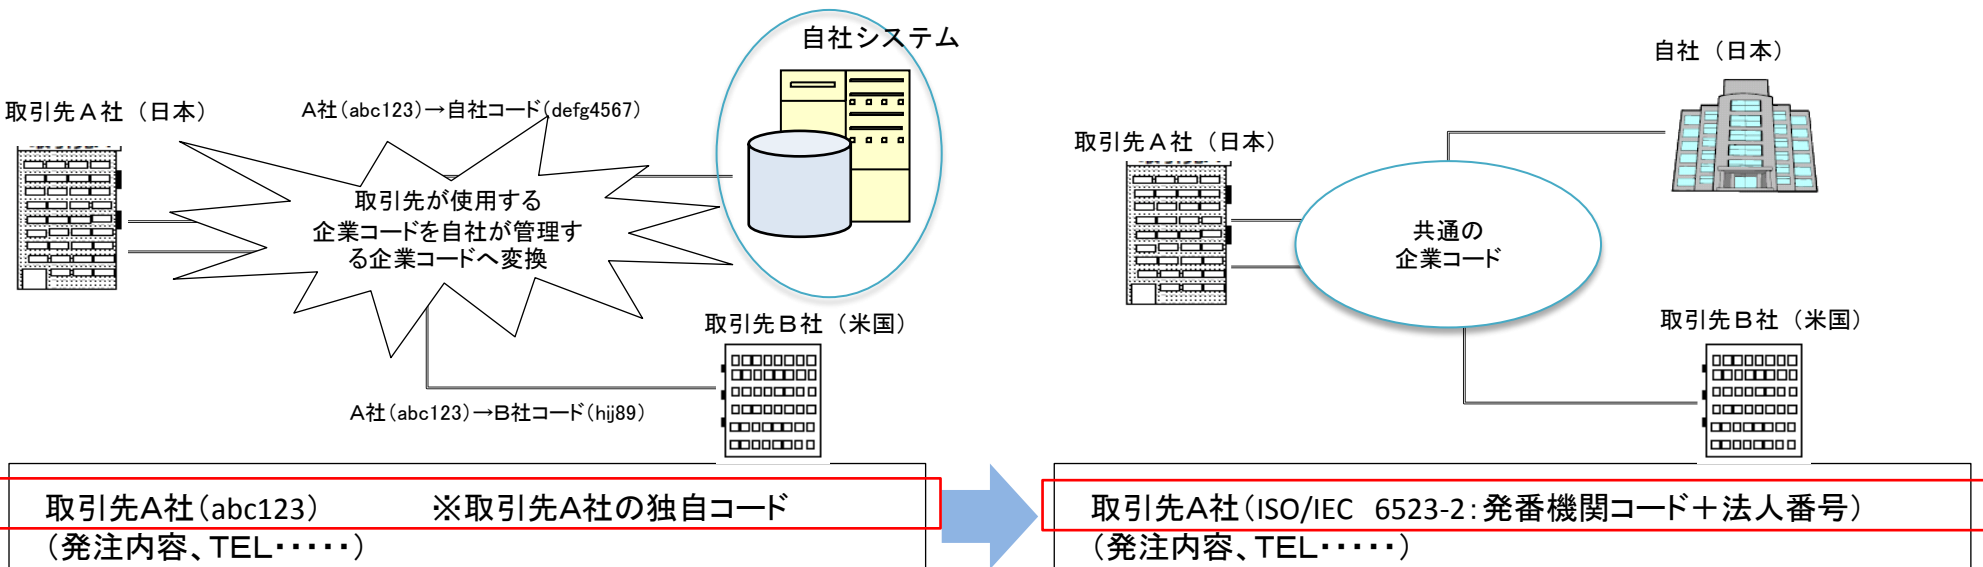 自社システム
取引先A社（日本）
A社(abc123)→自社コード(defg4567)
取引先が使用する
企業コードを自社が管理す
る企業コードへ変換
取引先B社（米国）
A社(abc123)→B社コード(hij89)
取引先A社(abc123)　　　※取引先A社の独自コード
（発注内容、TEL・・・・・）
自社（日本）
取引先A社（日本）
共通の
企業コード
取引先B社（米国）
取引先A社(ISO/IEC 6523-2:発番機関コード＋法人番号)
（発注内容、TEL・・・・・）